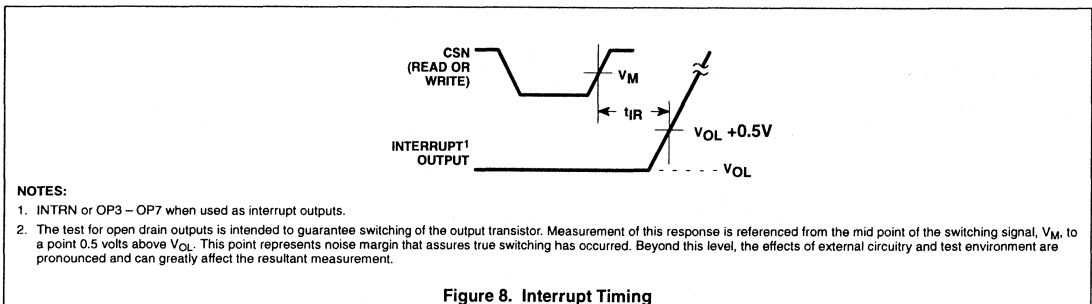 CSN
(READ OR
WRITE)
VM
tIR
VOL +0.5V
INTERRUPT1
OUTPUT
VOL
NOTES:
1. INTRN or OP3 – OP7 when used as interrupt outputs.
2. The test for open drain outputs is intended to guarantee switching of the output transistor. Measurement of this response is referenced from the mid point of the switching signal, VM, to
a point 0.5 volts above VOL. This point represents noise margin that assures true switching has occurred. Beyond this level, the effects of external circuitry and test environment are
pronounced and can greatly affect the resultant measurement.
Figure 8. Interrupt Timing